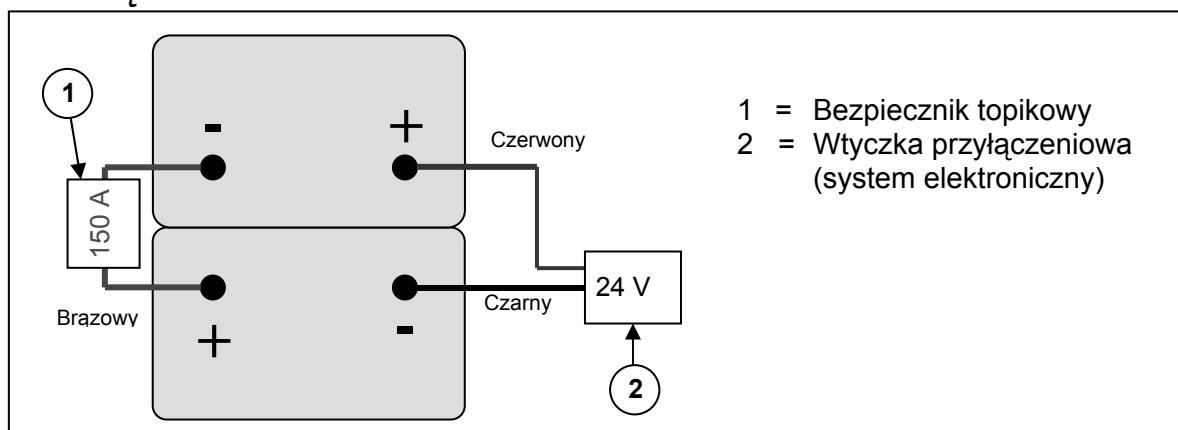 1
-
+
Czerwony
1 = Bezpiecznik topikowy
2 = Wtyczka przyłączeniowa
(system elektroniczny)
150 A
24 V
Brązowy
Czarny
+
-
2